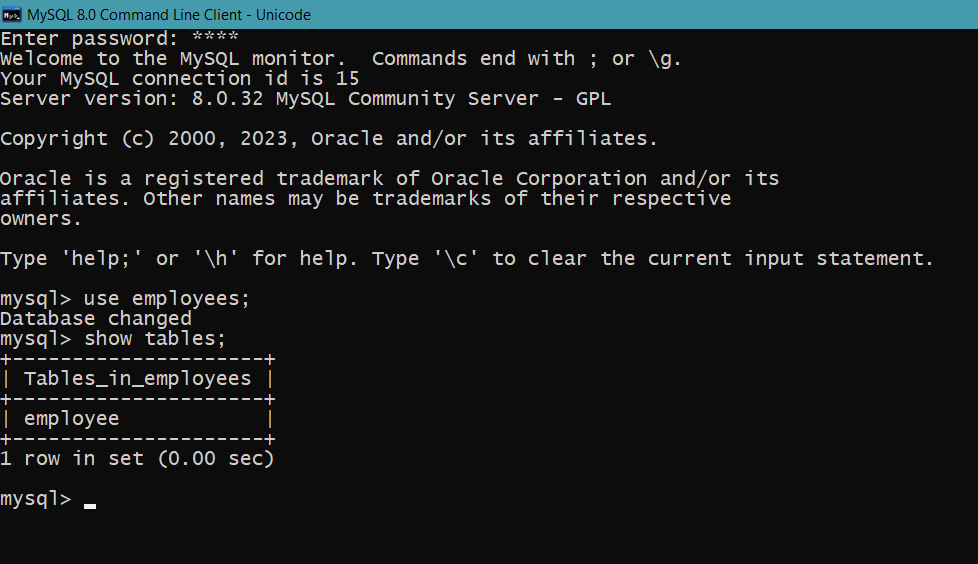 MySQL 8.0 Command Line Client - Unicode
Enter password: ****
Welcome to the MySQL monitor.  Commands end with ; or \g.
Your MySQL connection id is 15
Server version: 8.0.32 MySQL Community Server - GPL
Copyright (c) 2000, 2023, Oracle and/or its affiliates.
Oracle is a registered trademark of Oracle Corporation and/or its
affiliates. Other names may be trademarks of their respective
owners.
Type 'help;' or '\h' for help. Type '\c' to clear the current input statement.
mysql> use employees;
Database changed
mysql> show tables;
+---------------------+
| Tables_in_employees |
+---------------------+
| employee            |
+---------------------+
1 row in set (0.00 sec)
mysql> _